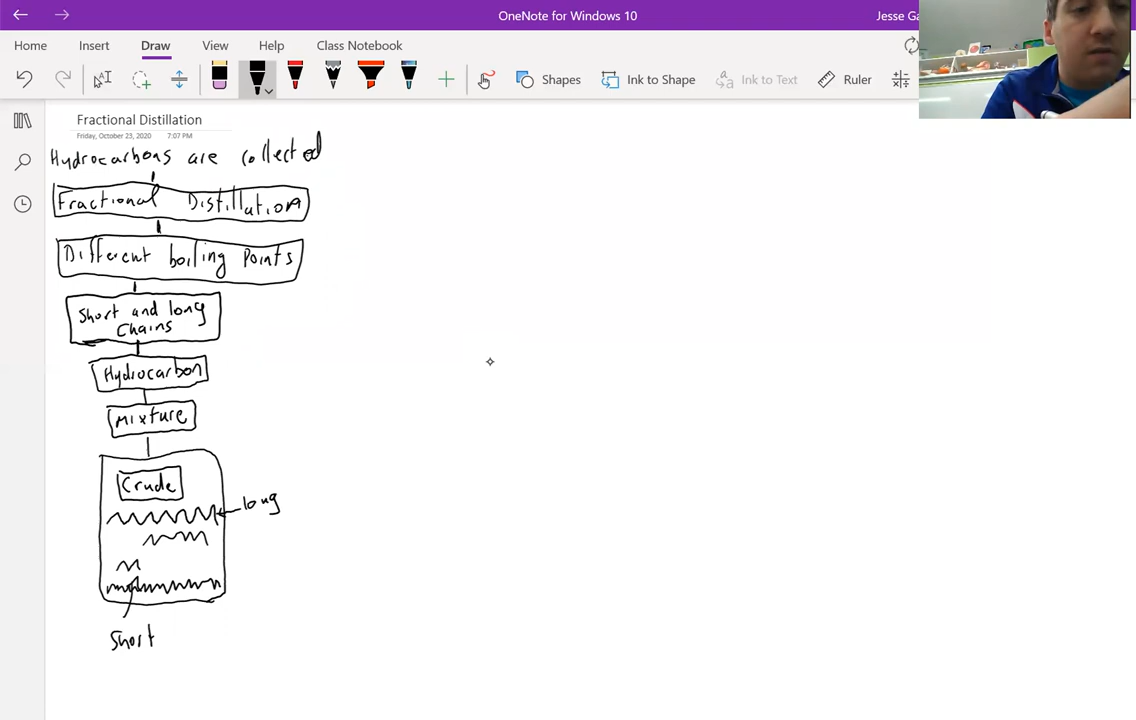 OneNote for Windows 10
Jesse Ga
Home Insert Draw View Help Class Notebook
Shapes Ink to Shape Ink to Text Ruler
Fractional Distillation
Friday, October 23, 2020 7:07 PM
Hydrocarbons are collected
Fractional Distillation
Different boiling Points
Short and long
Chains
Hydrocarbon
Mixture
Crude
long
Short